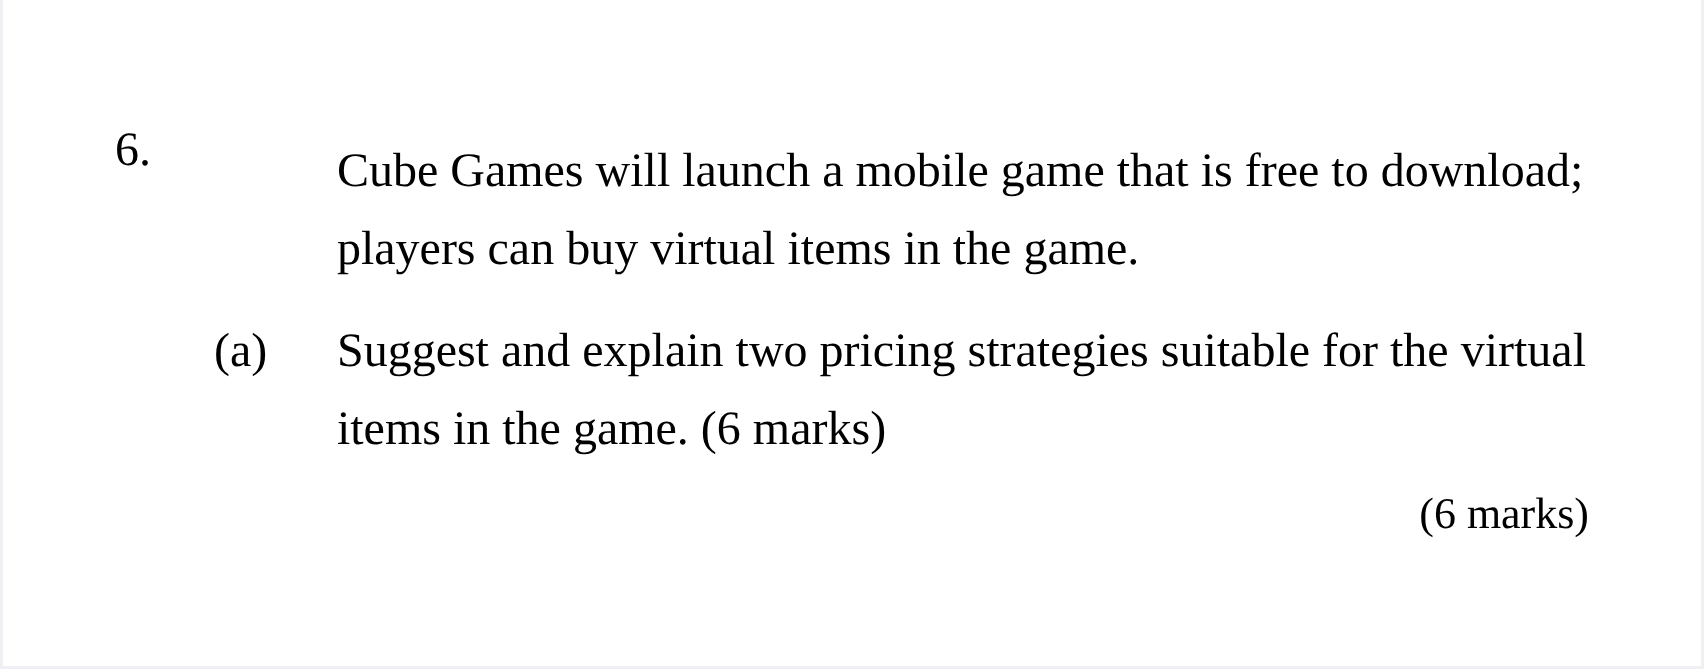 6.
Cube Games will launch a mobile game that is free to download;
players can buy virtual items in the game.
(a) Suggest and explain two pricing strategies suitable for the virtual
items in the game. (6 marks)
(6 marks)